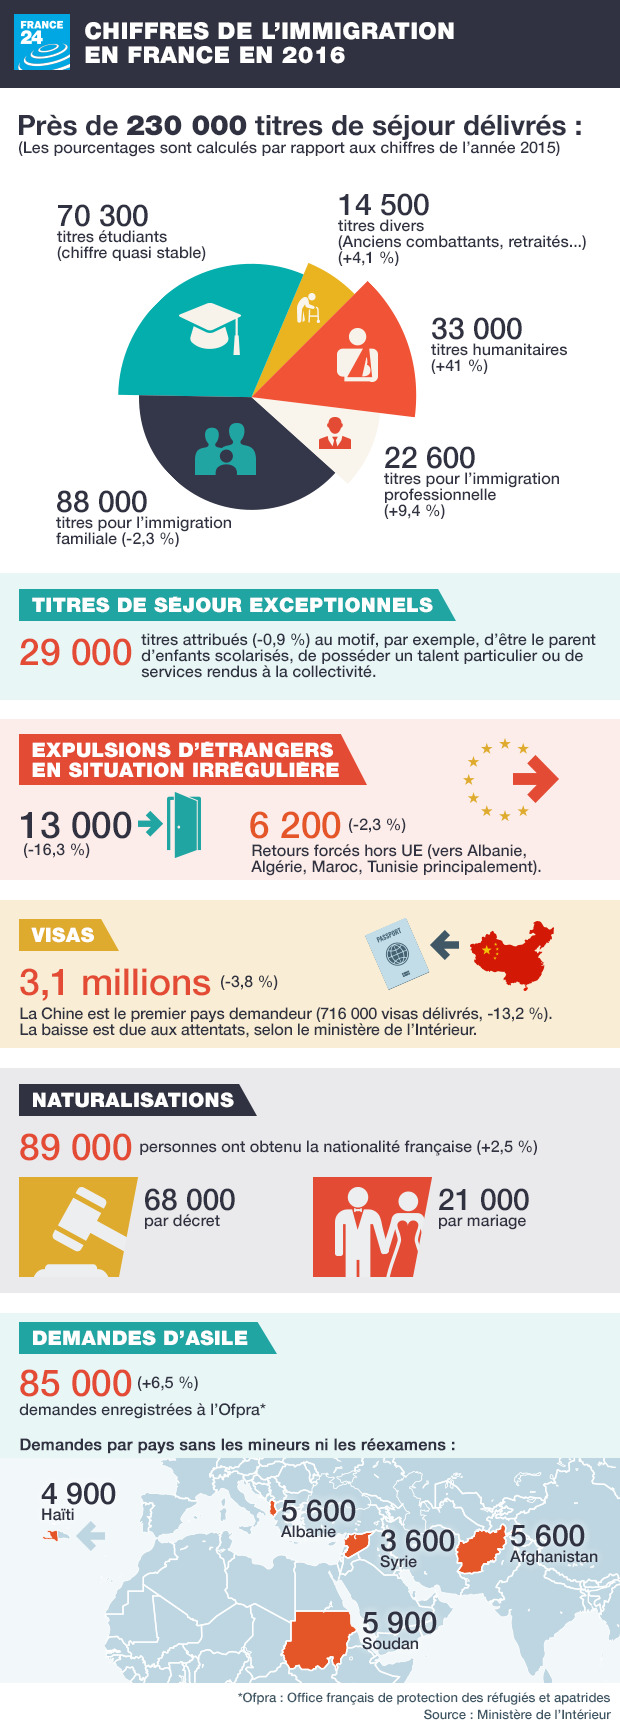 FRANCE
24
CHIFFRES DE L'IMMIGRATION
EN FRANCE EN 2016
Près de 230 000 titres de séjour délivrés :
(Les pourcentages sont calculés par rapport aux chiffres de l'année 2015)
70 300
titres étudiants
(chiffre quasi stable)
14 500
titres divers
(Anciens combattants, retraités...)
(+4,1 %)
33 000
titres humanitaires
(+41 %)
22 600
titres pour l'immigration
professionnelle
(+9,4 %)
88 000
titres pour l'immigration
familiale (-2,3 %)
TITRES DE SÉJOUR EXCEPTIONNELS
29 000
titres attribués (-0,9 %) au motif, par exemple, d'être le parent
d'enfants scolarisés, de posséder un talent particulier ou de
services rendus à la collectivité.
EXPULSIONS D'ÉTRANGERS
EN SITUATION IRRÉGULIÈRE
13 000
(-16,3 %)
6 200 (-2,3 %)
Retours forcés hors UE (vers Albanie,
Algérie, Maroc, Tunisie principalement).
VISAS
PASSPORT
3,1 millions (-3,8 %)
La Chine est le premier pays demandeur (716 000 visas délivrés, -13,2 %).
La baisse est due aux attentats, selon le ministère de l'Intérieur.
NATURALISATIONS
89 000 personnes ont obtenu la nationalité française (+2,5 %)
68 000
par décret
21 000
par mariage
DEMANDES D'ASILE
85 000 (+6,5 %)
demandes enregistrées à l'Ofpra*
Demandes par pays sans les mineurs ni les réexamens :
4 900
Haïti
5 600
Albanie
3 600
Syrie
5 600
Afghanistan
5 900
Soudan
*Ofpra : Office français de protection des réfugiés et apatrides
Source : Ministère de l'Intérieur